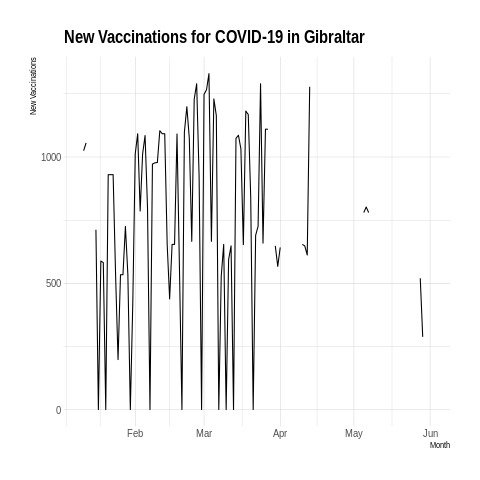 New Vaccinations for COVID-19 in Gibraltar
New Vaccinations
1000
500
0
Feb Mar Apr May Jun
Month